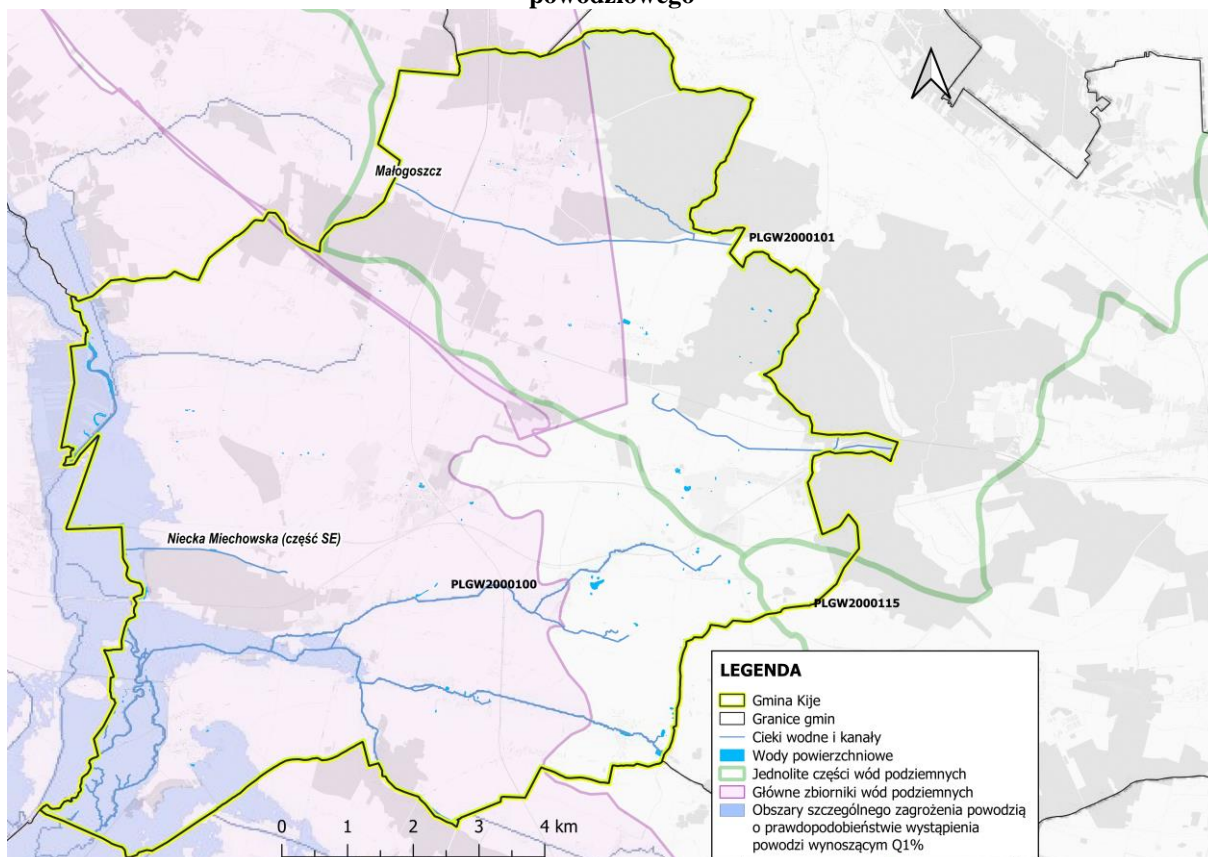 powodziowego
Małogoszcz
PLGW2000101
Niecka Miechowska (część SE)
PLGW2000100
PLGW2000115
LEGENDA
Gmina Kije
Granice gmin
Cieki wodne i kanały
Wody powierzchniowe
Jednolite części wód podziemnych
Główne zbiorniki wód podziemnych
Obszary szczególnego zagrożenia powodzią
o prawdopodobieństwie wystąpienia
powodzi wynoszącym Q1%
0 1 2 3 4 km